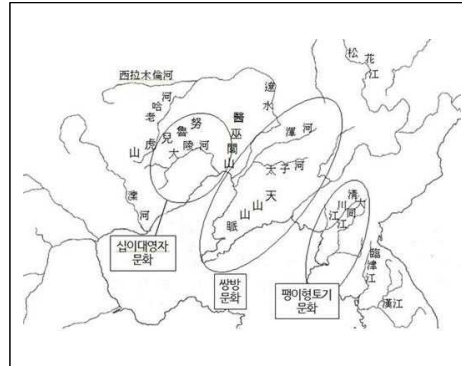 西拉木倫河
老哈河
努魯兒虎山
大陵河
醫巫閭山
遼水
渾河
太子河
天山山脈
灤河
松花江
清川江
大同江
臨津江
漢江
십이대영자
문화
쌍방
문화
팽이형토기
문화